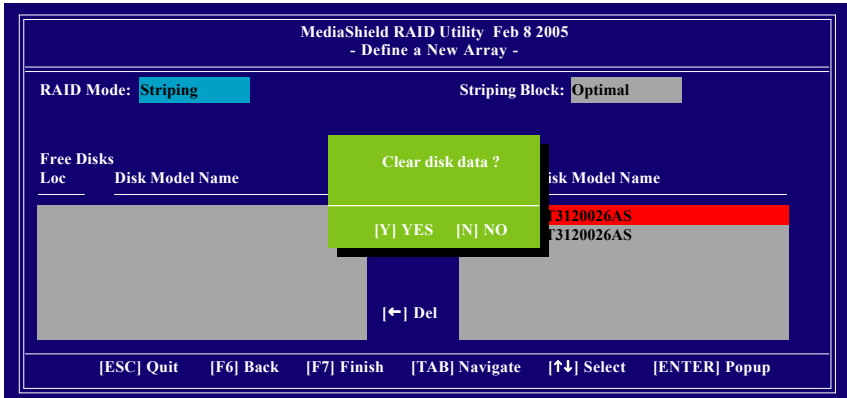 MediaShield RAID Utility Feb 8 2005
- Define a New Array -
RAID Mode: Striping Striping Block: Optimal
Clear disk data ?
[Y] YES [N] NO
Free Disks
Loc Disk Model Name
isk Model Name
T3120026AS
T3120026AS
[←] Del
[ESC] Quit [F6] Back [F7] Finish [TAB] Navigate [↑↓] Select [ENTER] Popup